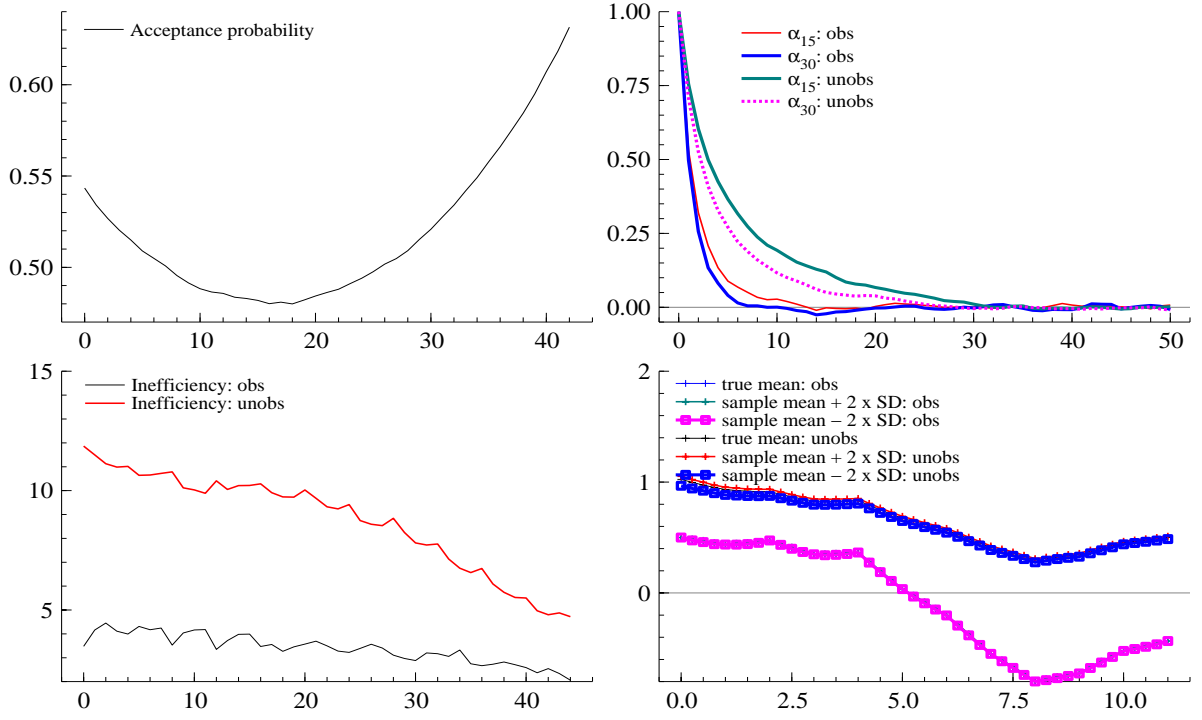 Acceptance probability
0.60
0.55
0.50
0 10 20 30 40
α15: obs
α30: obs
α15: unobs
α30: unobs
1.00
0.75
0.50
0.25
0.00
0 10 20 30 40 50
Inefficiency: obs
Inefficiency: unobs
15
10
5
0 10 20 30 40
true mean: obs
sample mean + 2 x SD: obs
sample mean − 2 x SD: obs
true mean: unobs
sample mean + 2 x SD: unobs
sample mean − 2 x SD: unobs
2
1
0
0.0 2.5 5.0 7.5 10.0